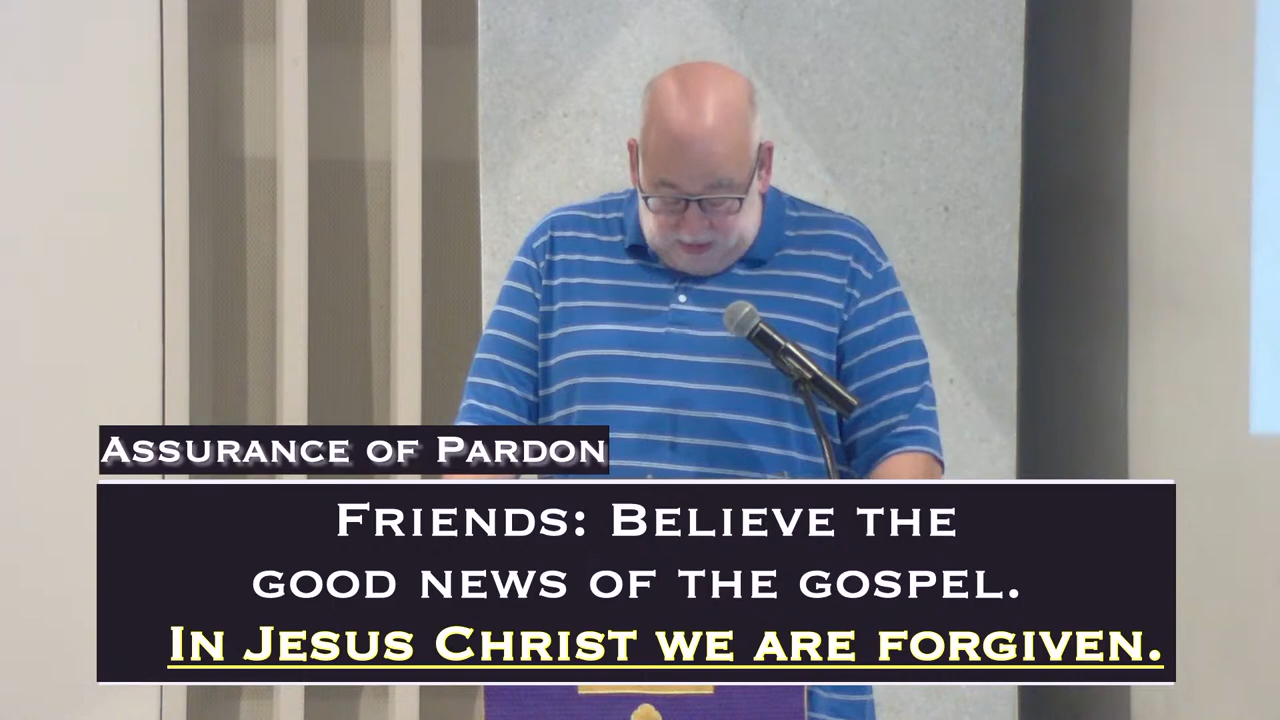 Assurance of Pardon
Friends: Believe the
good news of the gospel.
In Jesus Christ we are forgiven.